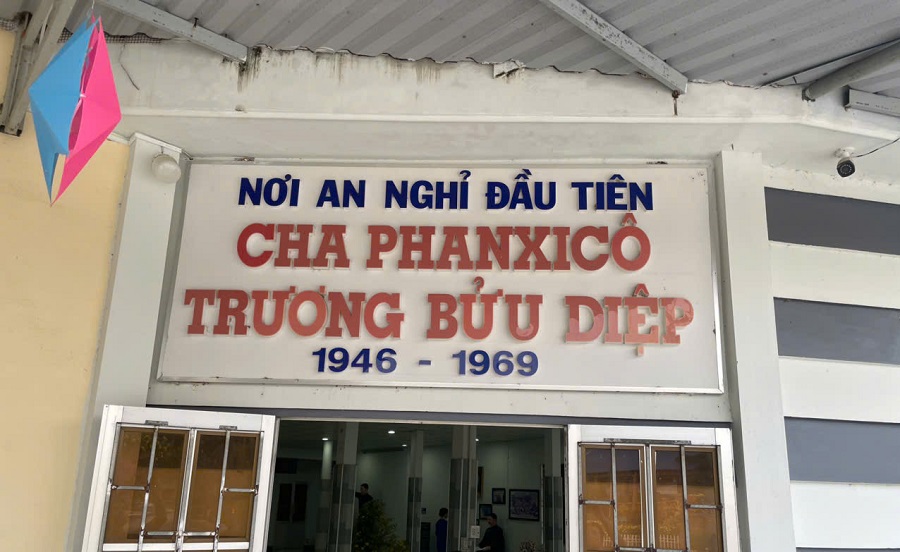 NƠI AN NGHỈ ĐẦU TIÊN
CHA PHANXICÔ
TRƯƠNG BỬU DIỆP
1946 - 1969